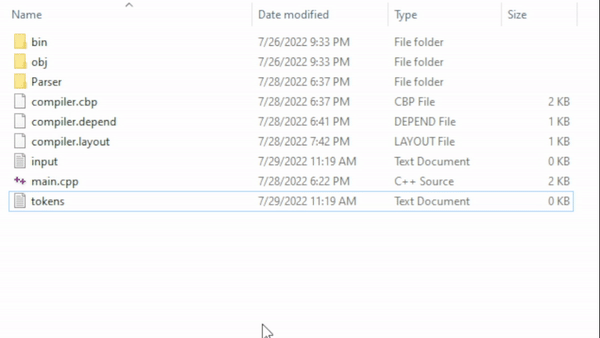 Name Date modified Type Size
bin 7/26/2022 9:33 PM File folder
obj 7/26/2022 9:33 PM File folder
Parser 7/28/2022 6:37 PM File folder
compiler.cbp 7/28/2022 6:37 PM CBP File 2 KB
compiler.depend 7/28/2022 6:41 PM DEPEND File 1 KB
compiler.layout 7/28/2022 7:42 PM LAYOUT File 1 KB
input 7/29/2022 11:19 AM Text Document 0 KB
main.cpp 7/28/2022 6:22 PM C++ Source 2 KB
tokens 7/29/2022 11:19 AM Text Document 0 KB